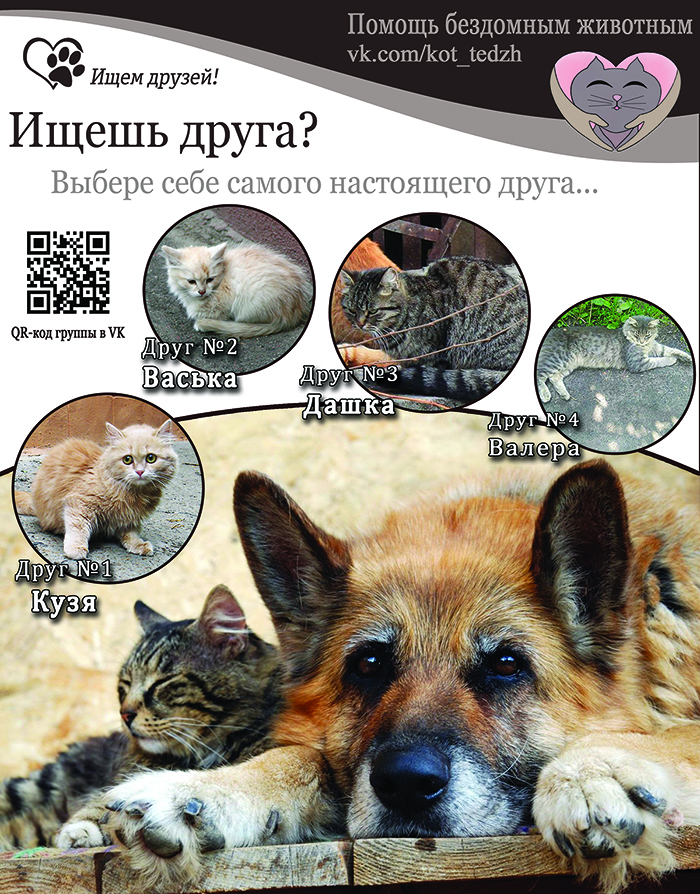 Помощь бездомным животным
vk.com/kot_tedzh
Ищем друзей!
Ищешь друга?
Выбере себе самого настоящего друга...
QR-код группы в VK
Друг №2
Васька
Друг №3
Дашка
Друг №4
Валера
Друг №1
Кузя